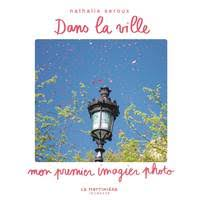 nathalie seroux
Dans la ville
mon premier imagier photo
La Martinière
JEUNESSE